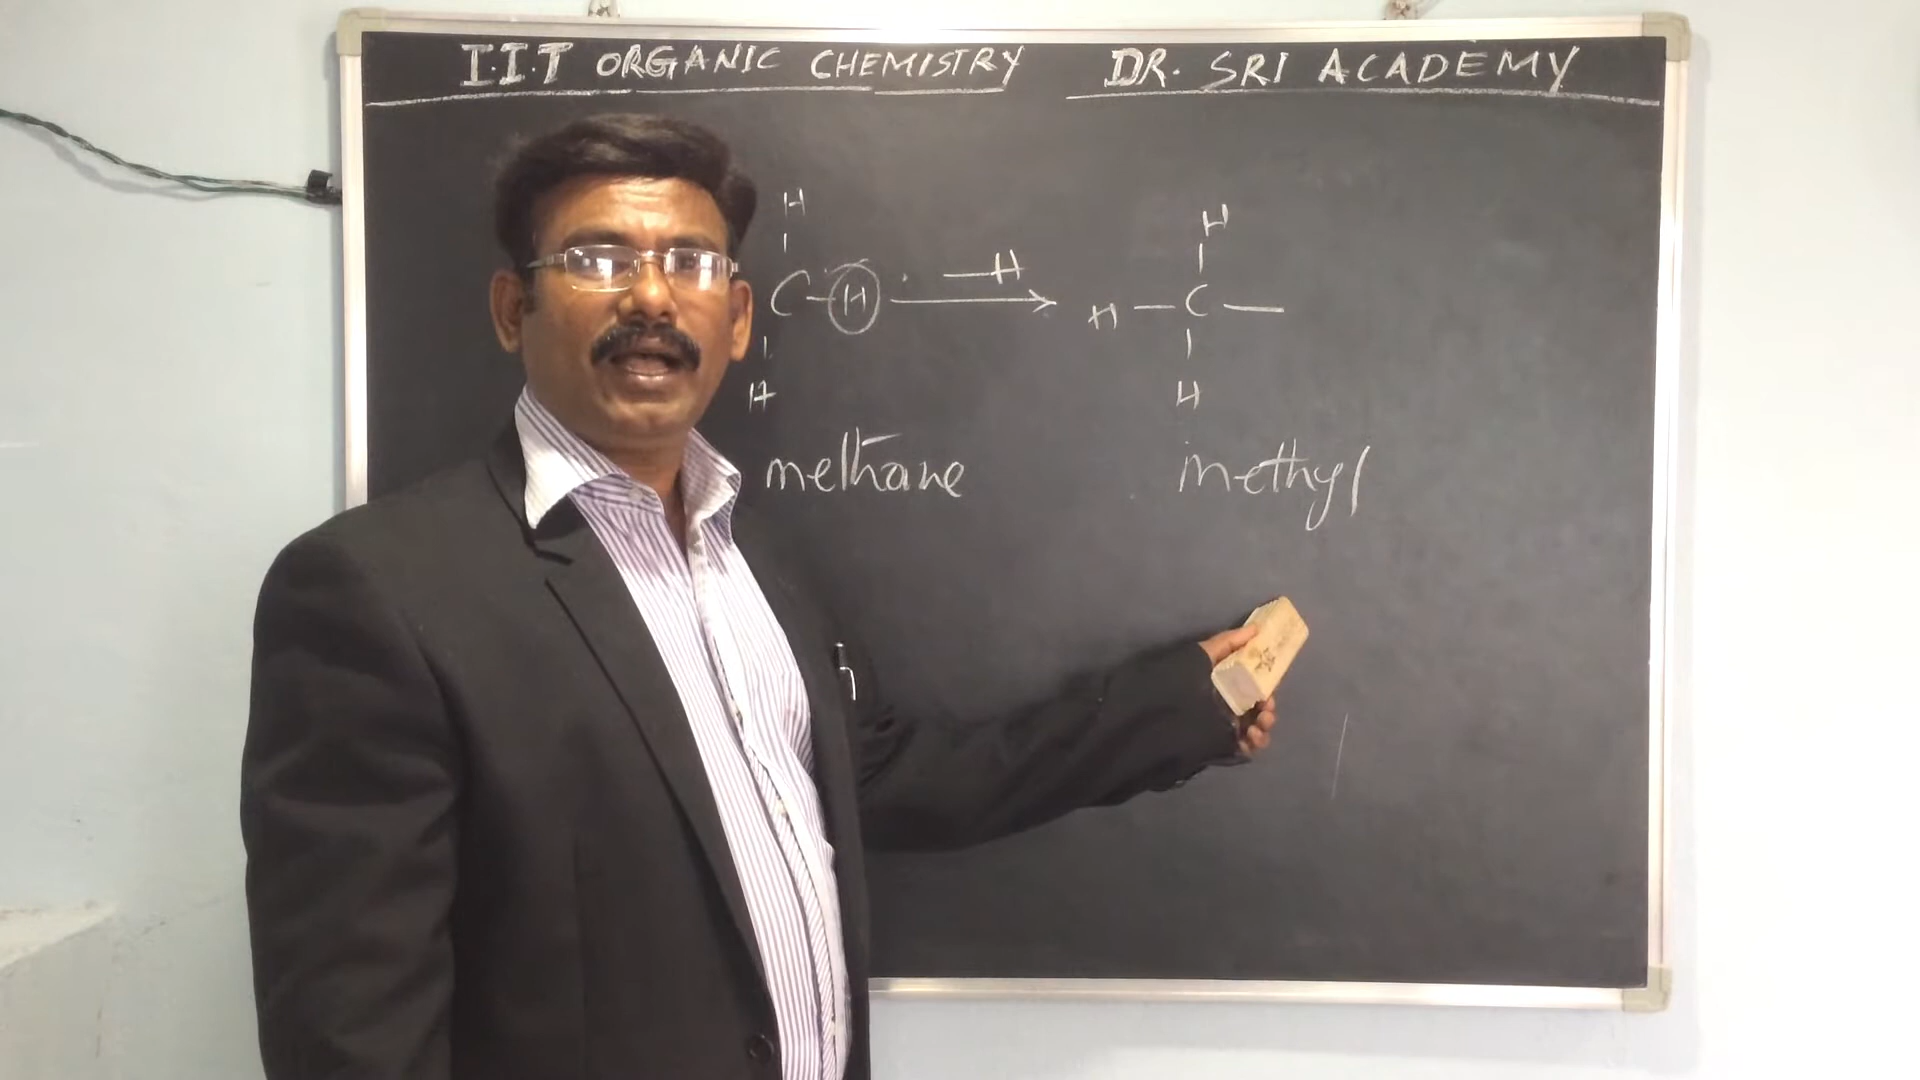 I.I.T ORGANIC CHEMISTRY DR. SRI ACADEMY
H H
C-H -H H-C-
H H
methane methyl